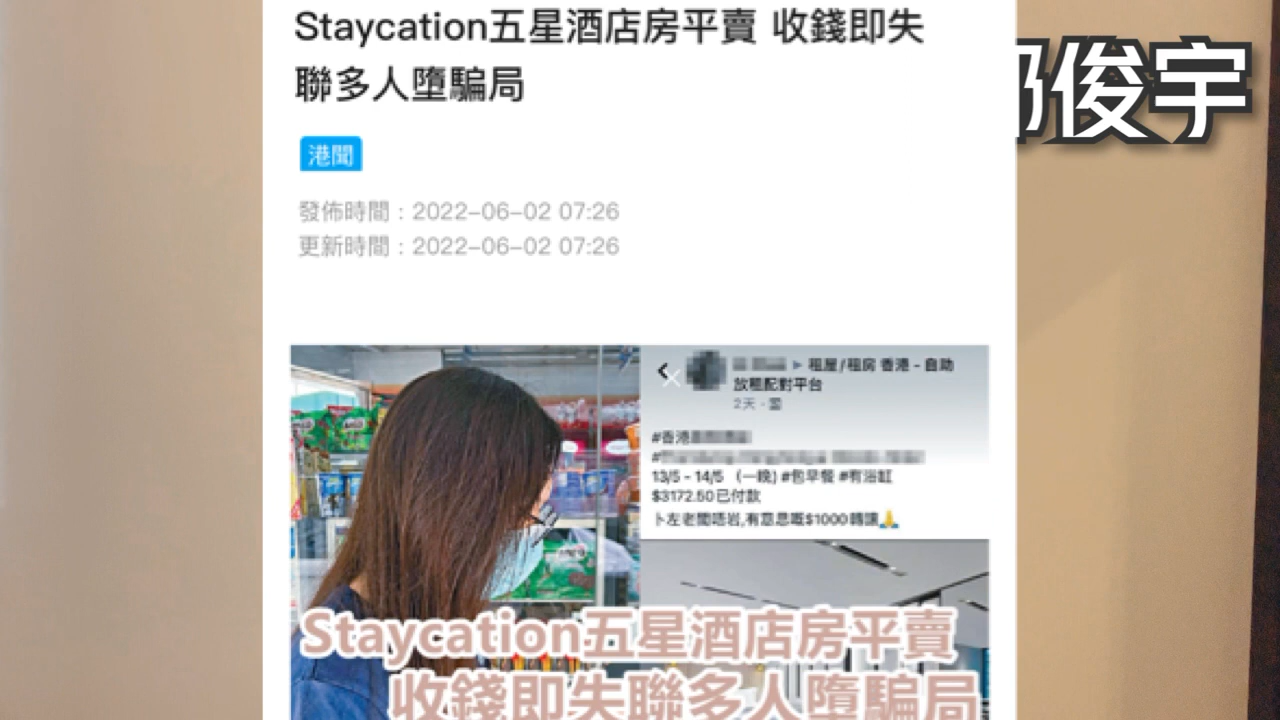 Staycation五星酒店房平賣 收錢即失
聯多人墮騙局
俊宇
港聞
發佈時間：2022-06-02 07:26
更新時間：2022-06-02 07:26
租屋/租房 香港 - 自助
放租配對平台
2天
#香港
#
13/5 - 14/5 （一晚) #包早餐 #有浴缸
$3172.50已付款
卜左老闆唔岩,有意思嘅$1000轉讓🙏
Staycation五星酒店房平賣
收錢即失聯多人墮騙局